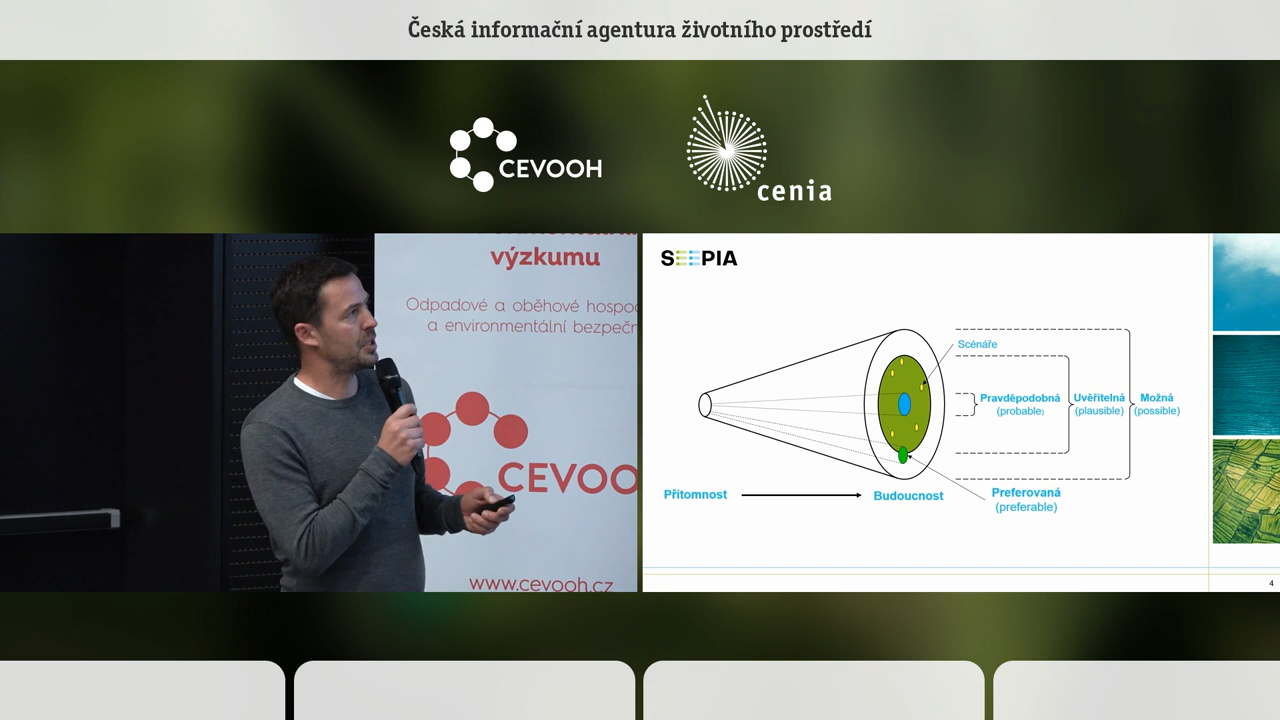 Česká informační agentura životního prostředí
CEVOOH
cenia
výzkumu
Odpadové a oběhové hospo
a environmentální bezpečn
CEVOO
www.cevooh.cz
SEEPIA
Scénáře
Pravděpodobná
(probable)
Uvěřitelná
(plausible)
Možná
(possible)
Přítomnost
Budoucnost
Preferovaná
(preferable)
4